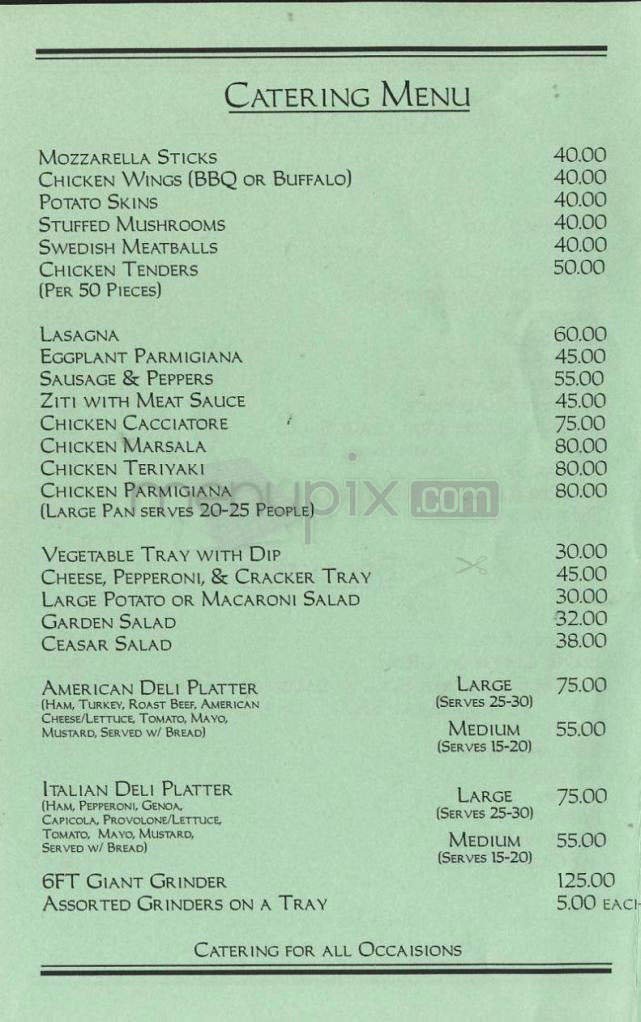 Catering Menu
Mozzarella Sticks 40.00
Chicken Wings (BBQ or Buffalo) 40.00
Potato Skins 40.00
Stuffed Mushrooms 40.00
Swedish Meatballs 40.00
Chicken Tenders 50.00
(Per 50 Pieces)
Lasagna 60.00
Eggplant Parmigiana 45.00
Sausage & Peppers 55.00
Ziti with Meat Sauce 45.00
Chicken Cacciatore 75.00
Chicken Marsala 80.00
Chicken Teriyaki 80.00
Chicken Parmigiana 80.00
menupix.com
(Large Pan serves 20-25 People)
Vegetable Tray with Dip 30.00
Cheese, Pepperoni, & Cracker Tray 45.00
Large Potato or Macaroni Salad 30.00
Garden Salad 32.00
Ceasar Salad 38.00
American Deli Platter Large 75.00
(Ham, Turkey, Roast Beef, American (Serves 25-30)
Cheese/Lettuce, Tomato, Mayo, Medium 55.00
Mustard, Served w/ Bread) (Serves 15-20)
Italian Deli Platter Large 75.00
(Ham, Pepperoni, Genoa, (Serves 25-30)
Capicola, Provolone/Lettuce,
Tomato, Mayo, Mustard, Medium 55.00
Served w/ Bread) (Serves 15-20)
6ft Giant Grinder 125.00
Assorted Grinders on a Tray 5.00 each
Catering for all Occaisions